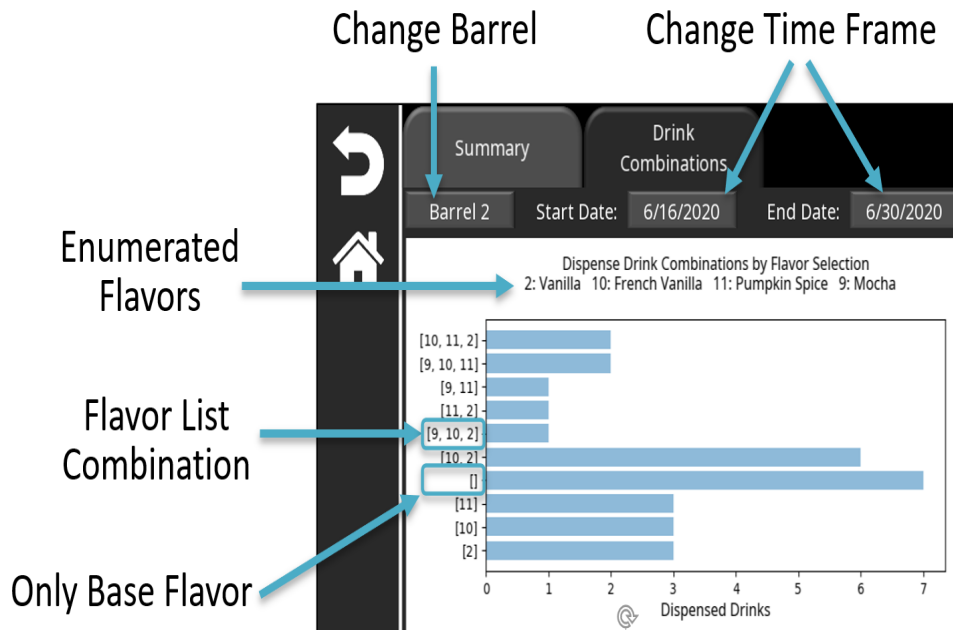 Change Barrel
Change Time Frame
Summary
Drink
Combinations
Barrel 2
Start Date:
6/16/2020
End Date:
6/30/2020
Enumerated
Flavors
Dispense Drink Combinations by Flavor Selection
2: Vanilla 10: French Vanilla 11: Pumpkin Spice 9: Mocha
[10, 11, 2]
[9, 10, 11]
[9, 11]
[11, 2]
Flavor List
Combination
[9, 10, 2]
[10, 2]
[]
[11]
[10]
[2]
Only Base Flavor
0 1 2 3 4 5 6 7
Dispensed Drinks